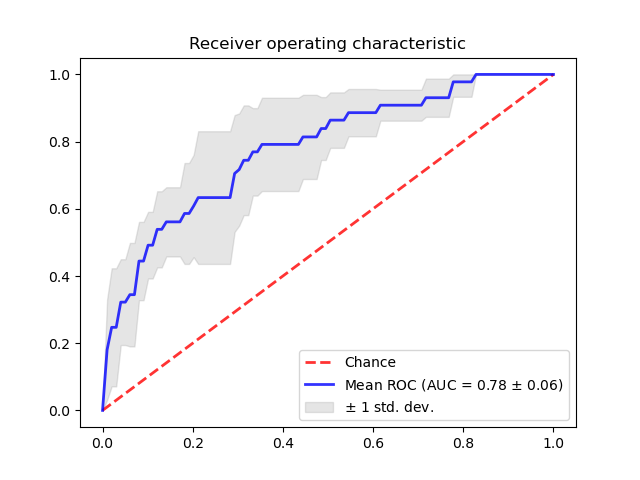 Receiver operating characteristic
1.0
0.8
0.6
0.4
0.2
0.0
Chance
Mean ROC (AUC = 0.78 ± 0.06)
± 1 std. dev.
0.0 0.2 0.4 0.6 0.8 1.0